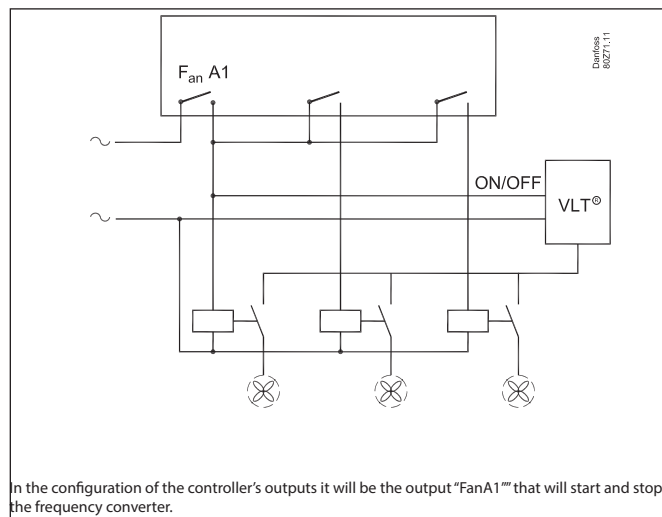 Danfoss
80Z71.11
Fan A1
ON/OFF
VLT®
In the configuration of the controller's outputs it will be the output “FanA1”" that will start and stop
the frequency converter.